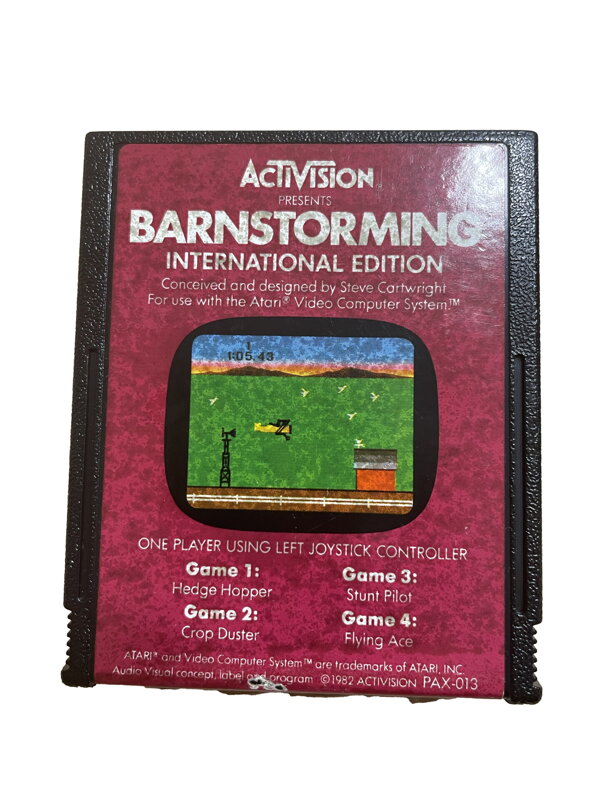 ACTIVISION
PRESENTS
BARNSTORMING
INTERNATIONAL EDITION
Conceived and designed by Steve Cartwright
For use with the Atari® Video Computer System™
1
1:05.43
ONE PLAYER USING LEFT JOYSTICK CONTROLLER
Game 1:
Hedge Hopper
Game 2:
Crop Duster
Game 3:
Stunt Pilot
Game 4:
Flying Ace
ATARI® and Video Computer System™ are trademarks of ATARI, INC.
Audio Visual concept, label and program ©1982 ACTIVISION PAX-013